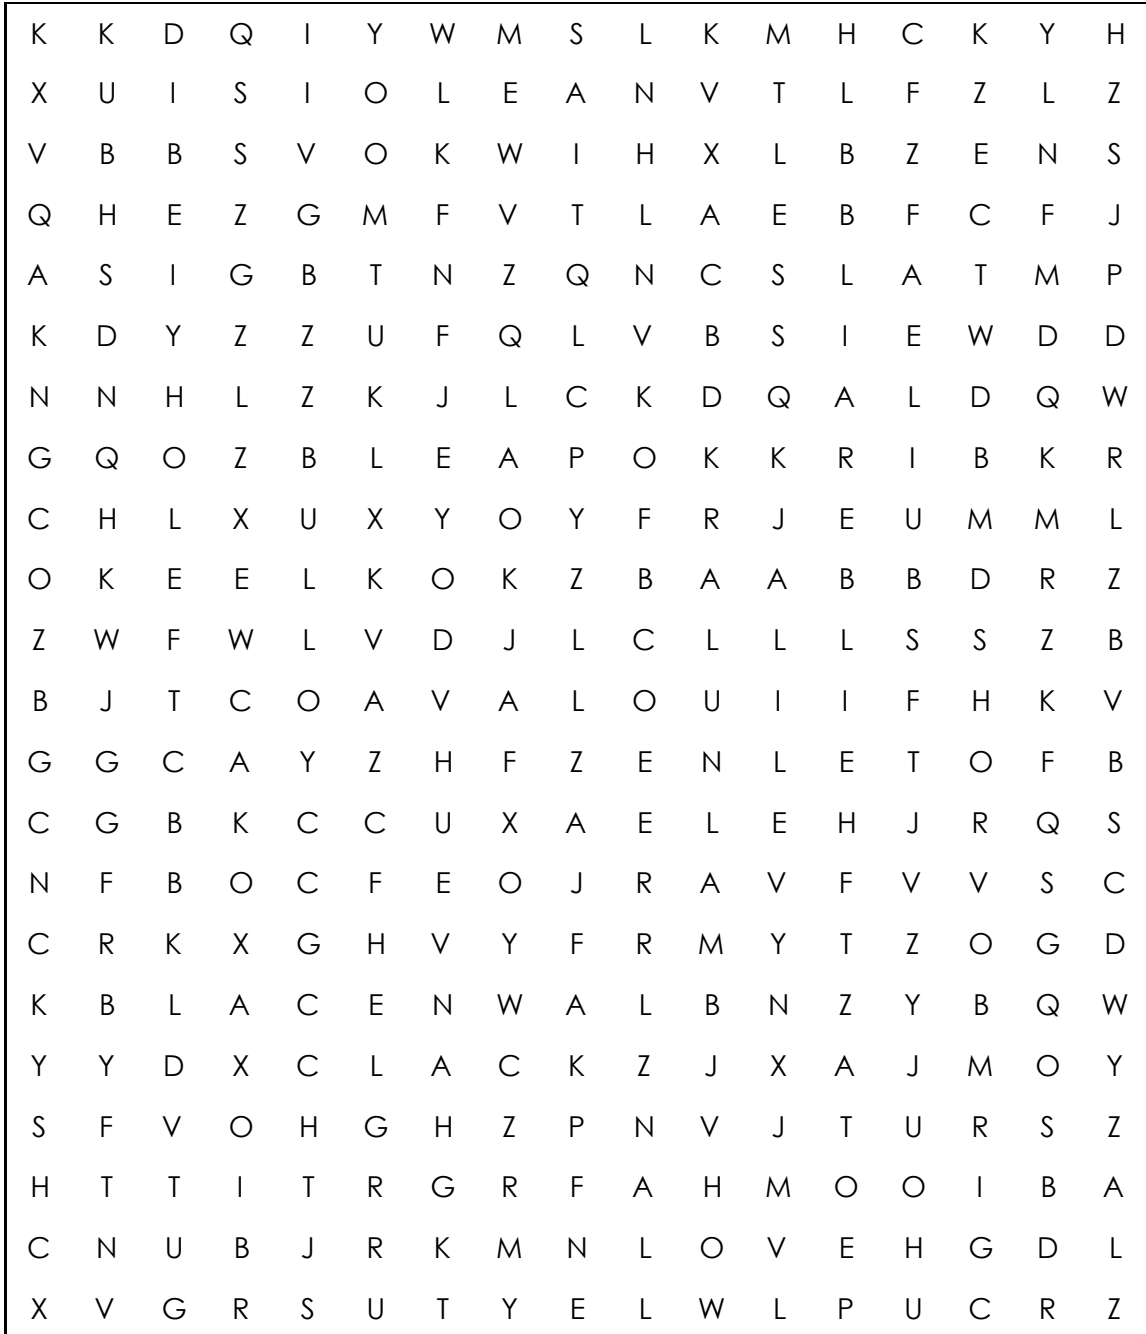 K K D Q I Y W M S L K M H C K Y H
X U I S I O L E A N V T L F Z L Z
V B B S V O K W I H X L B Z E N S
Q H E Z G M F V T L A E B F C F J
A S I G B T N Z Q N C S L A T M P
K D Y Z Z U F Q L V B S I E W D D
N N H L Z K J L C K D Q A L D Q W
G Q O Z B L E A P O K K R I B K R
C H L X U X Y O Y F R J E U M M L
O K E E L K O K Z B A A B B D R Z
Z W F W L V D J L C L L L S S Z B
B J T C O A V A L O U I I F H K V
G G C A Y Z H F Z E N L E T O F B
C G B K C C U X A E L E H J R Q S
N F B O C F E O J R A V F V V S C
C R K X G H V Y F R M Y T Z O G D
K B L A C E N W A L B N Z Y B Q W
Y Y D X C L A C K Z J X A J M O Y
S F V O H G H Z P N V J T U R S Z
H T T I T R G R F A H M O O I B A
C N U B J R K M N L O V E H G D L
X V G R S U T Y E L W L P U C R Z